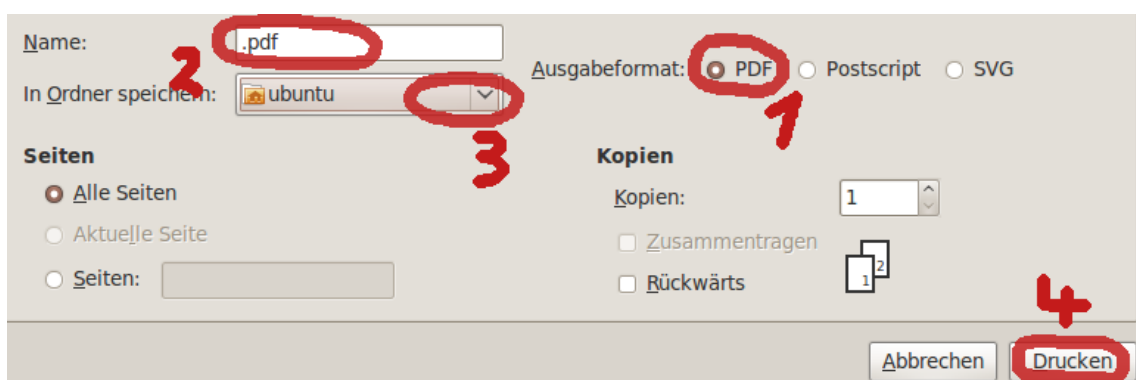 Name:
.pdf
2
In Ordner speichern:
ubuntu
3
Ausgabeformat:
PDF
Postscript
SVG
1
Seiten
Alle Seiten
Aktuelle Seite
Seiten:
Kopien
Kopien:
1
Zusammentragen
Rückwärts
1
2
4
Abbrechen
Drucken